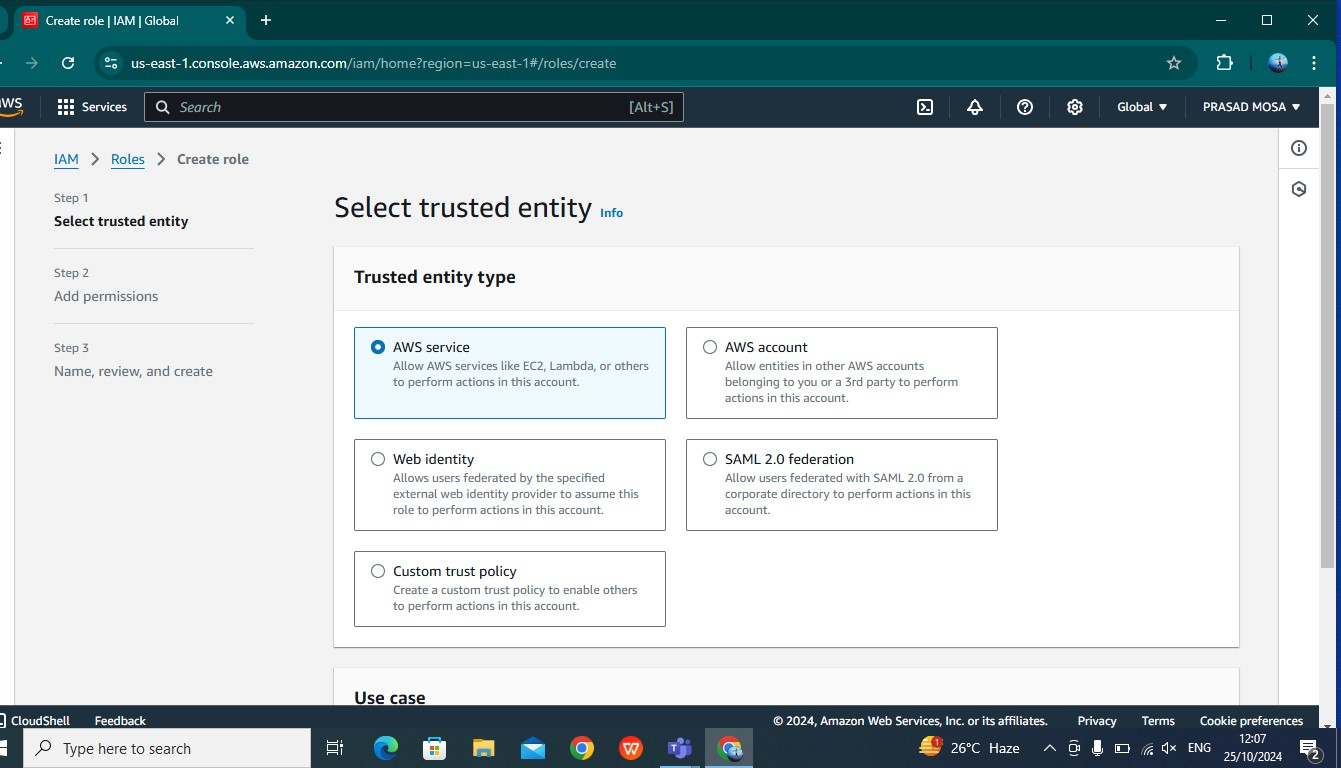 Create role | IAM | Global
us-east-1.console.aws.amazon.com/iam/home?region=us-east-1#/roles/create
aws
Services
Search
[Alt+S]
Global
PRASAD MOSA
IAM
Roles
Create role
Step 1
Select trusted entity
Step 2
Add permissions
Step 3
Name, review, and create
Select trusted entity Info
Trusted entity type
AWS service
Allow AWS services like EC2, Lambda, or others
to perform actions in this account.
AWS account
Allow entities in other AWS accounts
belonging to you or a 3rd party to perform
actions in this account.
Web identity
Allows users federated by the specified
external web identity provider to assume this
role to perform actions in this account.
SAML 2.0 federation
Allow users federated with SAML 2.0 from a
corporate directory to perform actions in this
account.
Custom trust policy
Create a custom trust policy to enable others
to perform actions in this account.
Use case
CloudShell
Feedback
© 2024, Amazon Web Services, Inc. or its affiliates.
Privacy
Terms
Cookie preferences
Type here to search
W
1
26°C Haze
ENG
12:07
25/10/2024
2